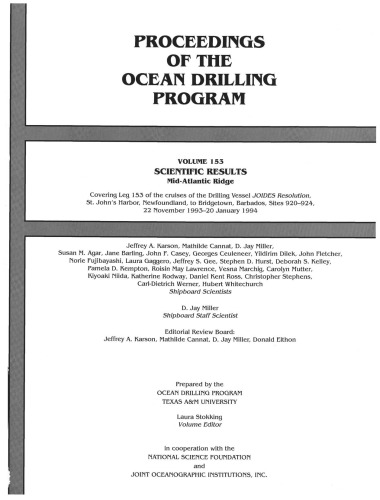 PROCEEDINGS
OF THE
OCEAN DRILLING
PROGRAM
VOLUME 153
SCIENTIFIC RESULTS
Mid-Atlantic Ridge
Covering Leg 153 of the cruises of the Drilling Vessel JOIDES Resolution,
St. John's Harbor, Newfoundland, to Bridgetown, Barbados, Sites 920–924,
22 November 1993–20 January 1994
Jeffrey A. Karson, Mathilde Cannat, D. Jay Miller,
Susan M. Agar, Jane Barling, John F. Casey, Georges Ceuleneer, Yildirim Dilek, John Fletcher,
Norie Fujibayashi, Laura Gaggero, Jeffrey S. Gee, Stephen D. Hurst, Deborah S. Kelley,
Pamela D. Kempton, Roisin May Lawrence, Vesna Marchig, Carolyn Mutter,
Kiyoaki Niida, Katherine Rodway, Daniel Kent Ross, Christopher Stephens,
Carl-Dietrich Werner, Hubert Whitechurch
Shipboard Scientists
D. Jay Miller
Shipboard Staff Scientist
Editorial Review Board:
Jeffrey A. Karson, Mathilde Cannat, D. Jay Miller, Donald Elthon
Prepared by the
OCEAN DRILLING PROGRAM
TEXAS A&M UNIVERSITY
Laura Stokking
Volume Editor
in cooperation with the
NATIONAL SCIENCE FOUNDATION
and
JOINT OCEANOGRAPHIC INSTITUTIONS, INC.